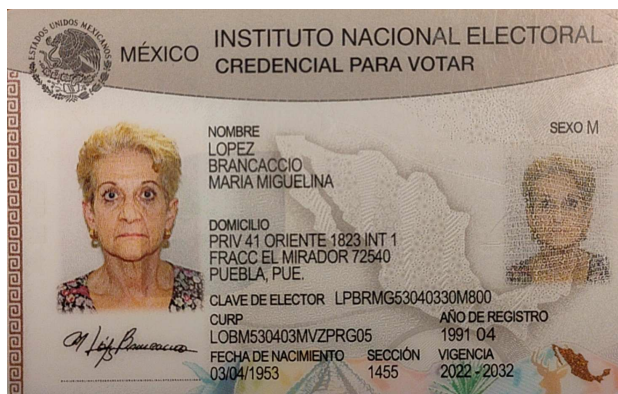 ESTADOS UNIDOS MEXICANOS
MÉXICO
INSTITUTO NACIONAL ELECTORAL
CREDENCIAL PARA VOTAR
NOMBRE
SEXO M
LOPEZ
BRANCACCIO
MARIA MIGUELINA
DOMICILIO
PRIV 41 ORIENTE 1823 INT 1
FRACC EL MIRADOR 72540
PUEBLA, PUE.
CLAVE DE ELECTOR LPBRMG53040330M800
CURP AÑO DE REGISTRO
LOBM530403MVZPRG05 1991 04
FECHA DE NACIMIENTO SECCIÓN VIGENCIA
03/04/1953 1455 2022 - 2032